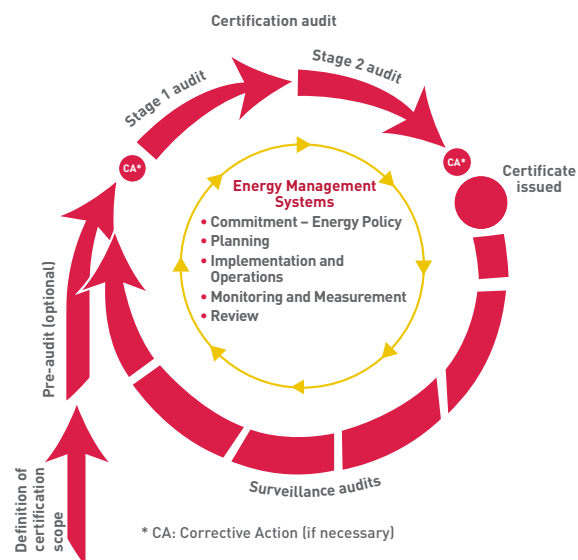 Certification audit
Stage 1 audit
Stage 2 audit
CA*
CA*
Certificate
issued
Energy Management
Systems
• Commitment – Energy Policy
• Planning
• Implementation and
Operations
• Monitoring and Measurement
• Review
Pre-audit (optional)
Surveillance audits
Definition of
certification
scope
* CA: Corrective Action (if necessary)